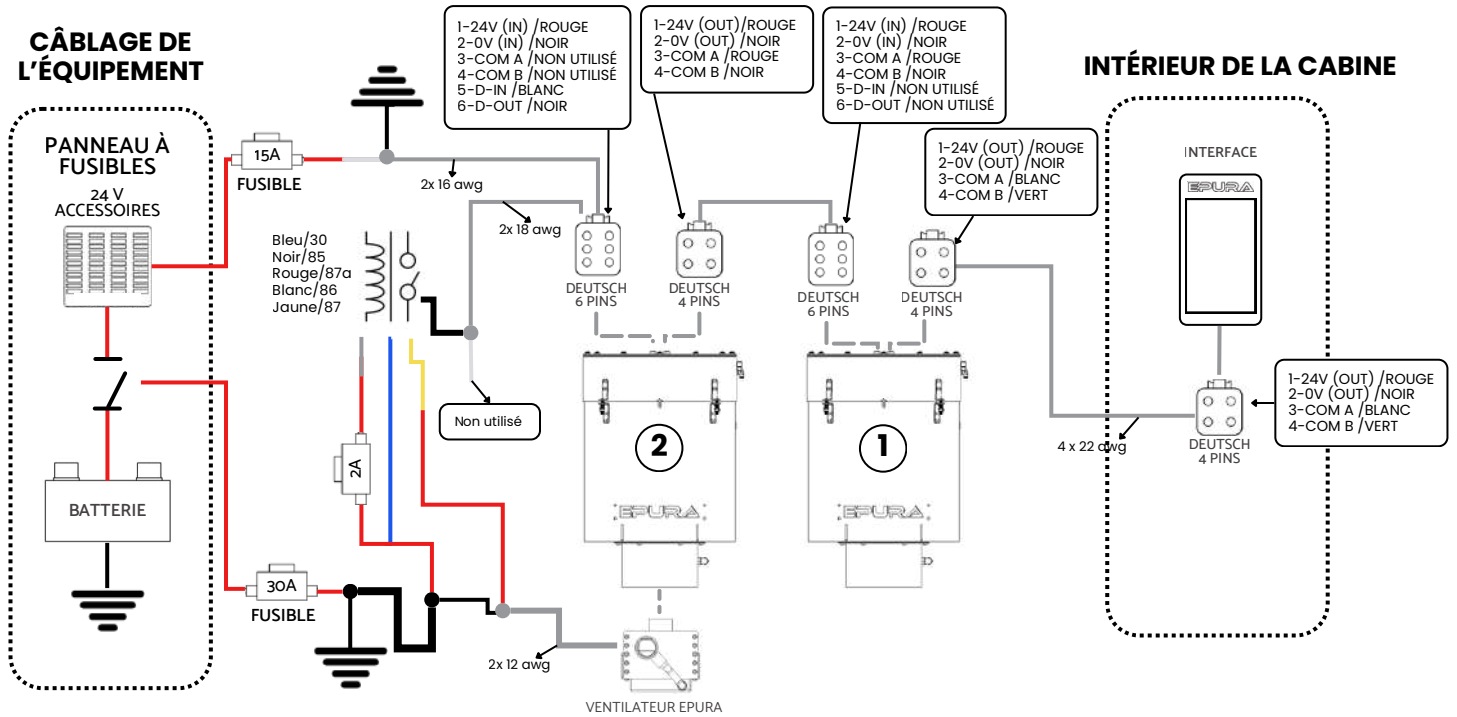 CÂBLAGE DE
L'ÉQUIPEMENT
PANNEAU À
FUSIBLES
24 V
ACCESSOIRES
BATTERIE
15A
FUSIBLE
2x 16 awg
2x 18 awg
Bleu/30
Noir/85
Rouge/87a
Blanc/86
Jaune/87
2A
Non utilisé
30A
FUSIBLE
2x 12 awg
1-24V (IN) /ROUGE
2-0V (IN) /NOIR
3-COM A /NON UTILISÉ
4-COM B /NON UTILISÉ
5-D-IN /BLANC
6-D-OUT /NOIR
1-24V (OUT)/ROUGE
2-0V (OUT) /NOIR
3-COM A /ROUGE
4-COM B /NOIR
1-24V (IN) /ROUGE
2-0V (IN) /NOIR
3-COM A /ROUGE
4-COM B /NOIR
5-D-IN /NON UTILISÉ
6-D-OUT /NON UTILISÉ
1-24V (OUT) /ROUGE
2-0V (OUT) /NOIR
3-COM A /BLANC
4-COM B /VERT
DEUTSCH
6 PINS
DEUTSCH
4 PINS
DEUTSCH
6 PINS
DEUTSCH
4 PINS
2
EPURA
1
EPURA
VENTILATEUR EPURA
4 x 22 awg
INTÉRIEUR DE LA CABINE
INTERFACE
EPURA
DEUTSCH
4 PINS
1-24V (OUT) /ROUGE
2-0V (OUT) /NOIR
3-COM A /BLANC
4-COM B /VERT